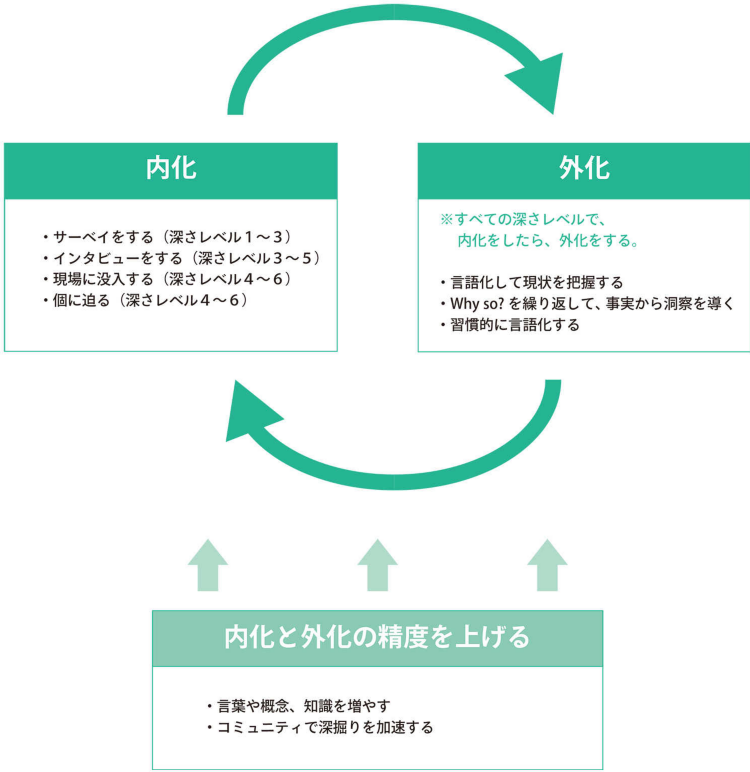 内化
・サーベイをする（深さレベル１～３）
・インタビューをする（深さレベル３～５）
・現場に没入する（深さレベル４～６）
・個に迫る（深さレベル４～６）
外化
※すべての深さレベルで、
内化をしたら、外化をする。
・言語化して現状を把握する
・Why so? を繰り返して、事実から洞察を導く
・習慣的に言語化する
内化と外化の精度を上げる
・言葉や概念、知識を増やす
・コミュニティで深掘りを加速する